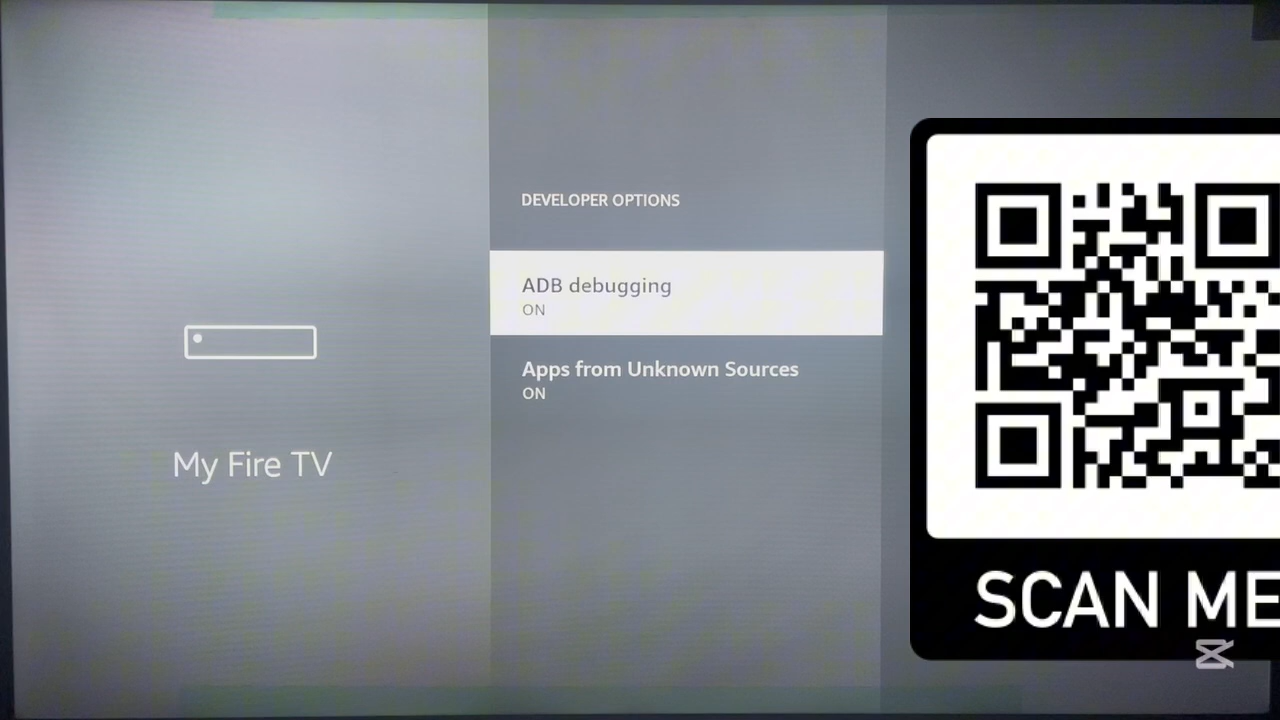 DEVELOPER OPTIONS
ADB debugging
ON
Apps from Unknown Sources
ON
My Fire TV
SCAN ME